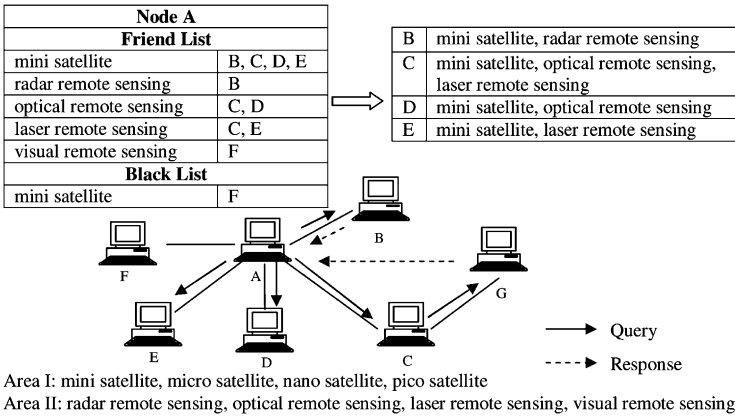 Node A
Friend List
mini satellite B, C, D, E
radar remote sensing B
optical remote sensing C, D
laser remote sensing C, E
visual remote sensing F
Black List
mini satellite F
B mini satellite, radar remote sensing
C mini satellite, optical remote sensing,
laser remote sensing
D mini satellite, optical remote sensing
E mini satellite, laser remote sensing
B
F
A
G
E
D
C
Query
Response
Area I: mini satellite, micro satellite, nano satellite, pico satellite
Area II: radar remote sensing, optical remote sensing, laser remote sensing, visual remote sensing